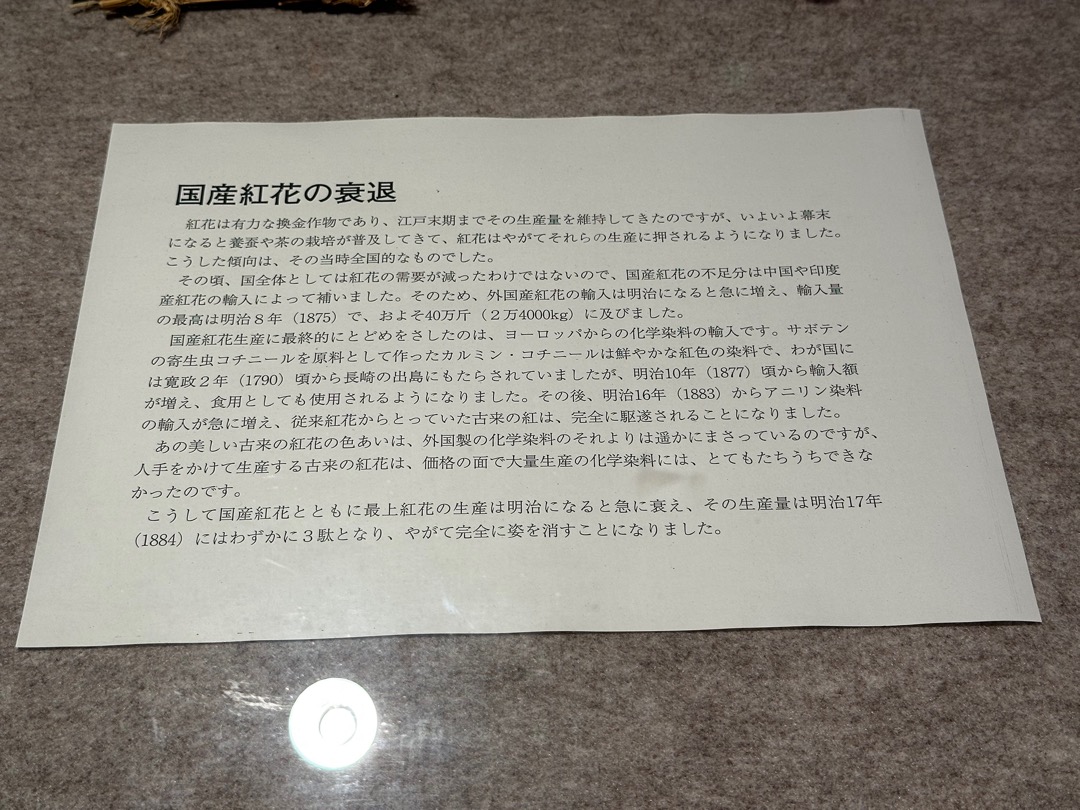 国産紅花の衰退
紅花は有力な換金作物であり、江戸末期までその生産量を維持してきたのですが、いよいよ幕末
になると養蚕や茶の栽培が普及してきて、紅花はやがてそれらの生産に押されるようになりました。
こうした傾向は、その当時全国的なものでした。
その頃、国全体としては紅花の需要が減ったわけではないので、国産紅花の不足分は中国や印度
産紅花の輸入によって補いました。そのため、外国産紅花の輸入は明治になると急に増え、輸入量
の最高は明治８年（1875）で、およそ40万斤（２万4000kg）に及びました。
国産紅花生産に最終的にとどめをさしたのは、ヨーロッパからの化学染料の輸入です。サボテン
の寄生虫コチニールを原料として作ったカルミン・コチニールは鮮やかな紅色の染料で、わが国に
は寛政２年（1790）頃から長崎の出島にもたらされていましたが、明治10年（1877）頃から輸入額
が増え、食用としても使用されるようになりました。その後、明治16年（1883）からアニリン染料
の輸入が急に増え、従来紅花からとっていた古来の紅は、完全に駆逐されることになりました。
あの美しい古来の紅花の色あいは、外国製の化学染料のそれよりは遥かにまさっているのですが、
人手をかけて生産する古来の紅花は、価格の面で大量生産の化学染料には、とてもたちうちできな
かったのです。
こうして国産紅花とともに最上紅花の生産は明治になると急に衰え、その生産量は明治17年
（1884）にはわずかに３駄となり、やがて完全に姿を消すことになりました。